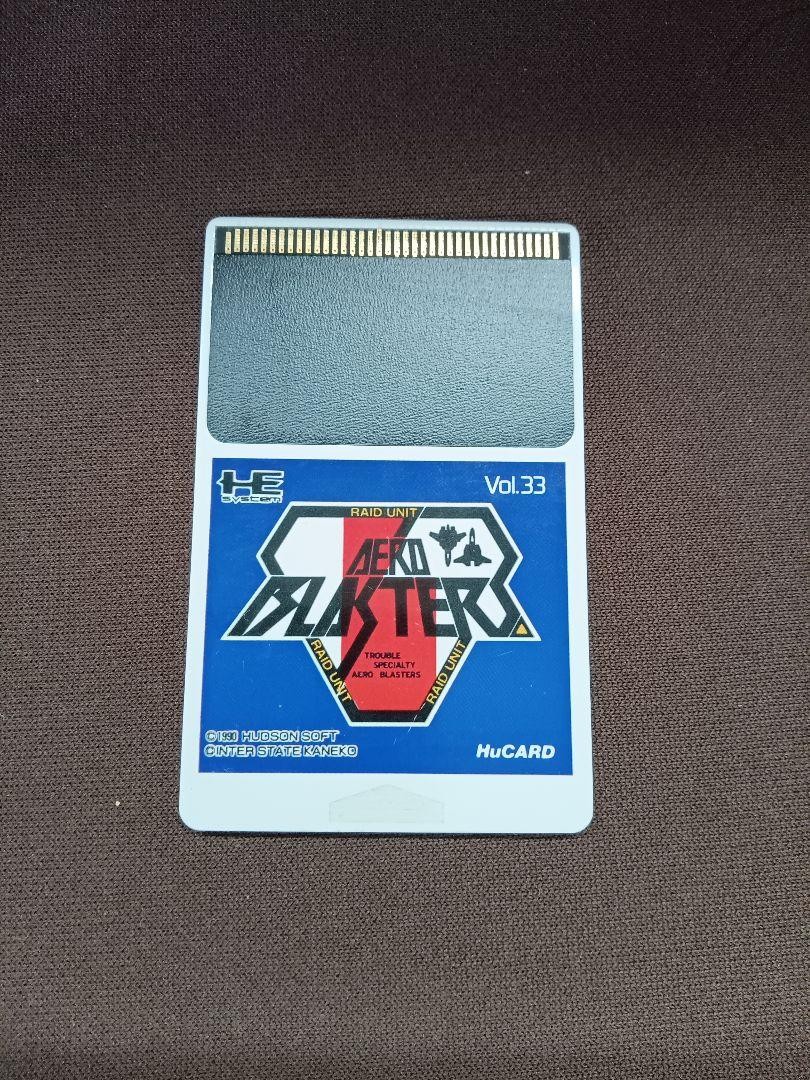 HE
system
Vol.33
RAID UNIT
AERO
BLASTERS
TROUBLE
SPECIALTY
AERO BLASTERS
RAID UNIT
RAID UNIT
©1990 HUDSON SOFT
©INTER STATE KANEKO
HuCARD